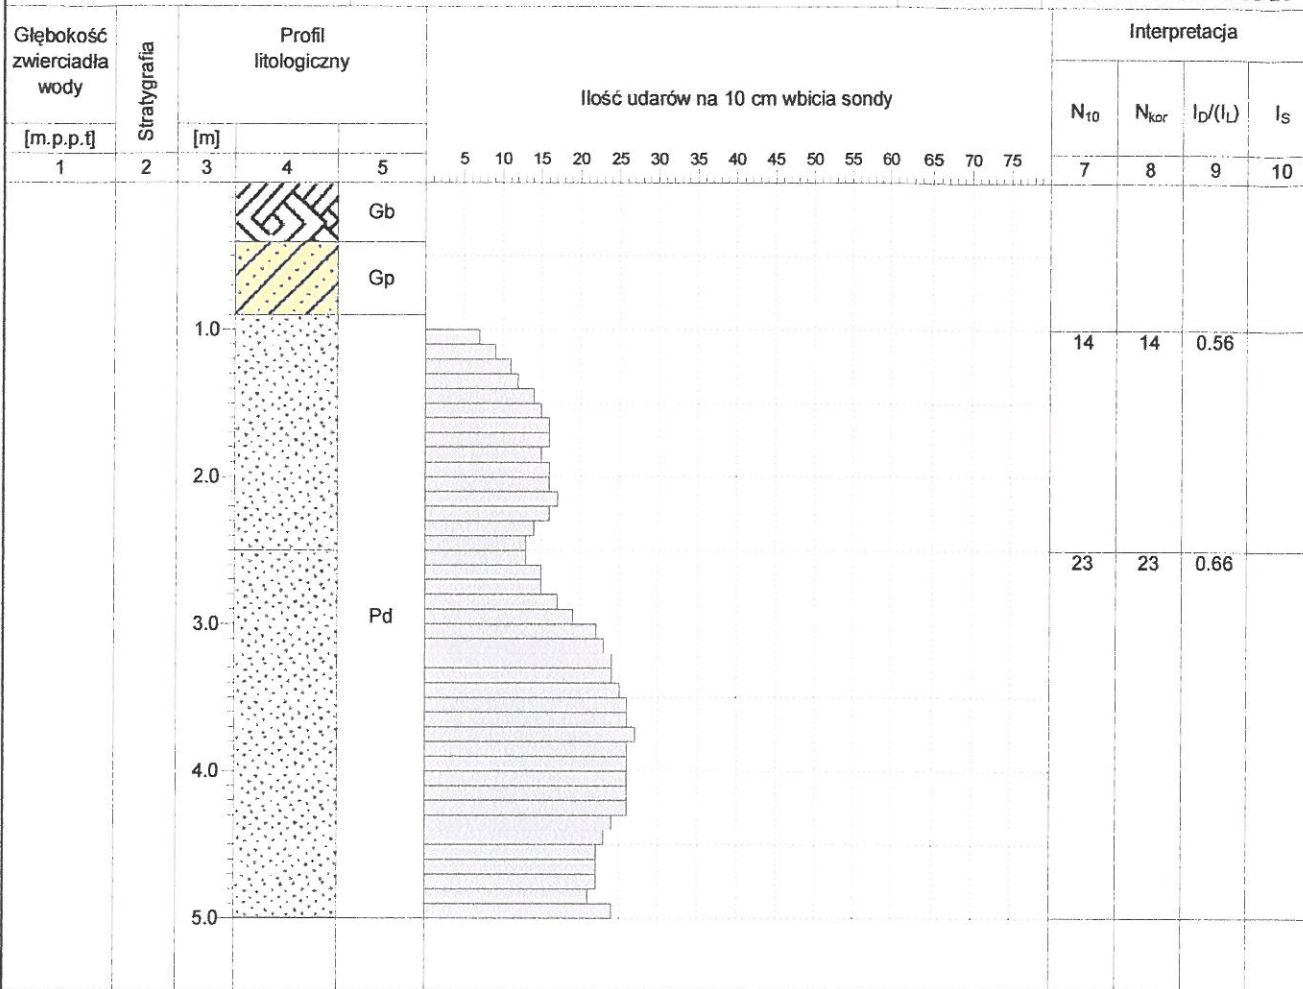 Głębokość
zwierciadła
wody
[m.p.p.t]
Stratygrafia
Profil
litologiczny
[m]
Ilość udarów na 10 cm wbicia sondy
Interpretacja
N10 Nkor ID/(IL) IS
5 10 15 20 25 30 35 40 45 50 55 60 65 70 75
1 2 3 4 5 7 8 9 10
Gb
Gp
1.0
14 14 0.56
2.0
23 23 0.66
3.0
Pd
4.0
5.0